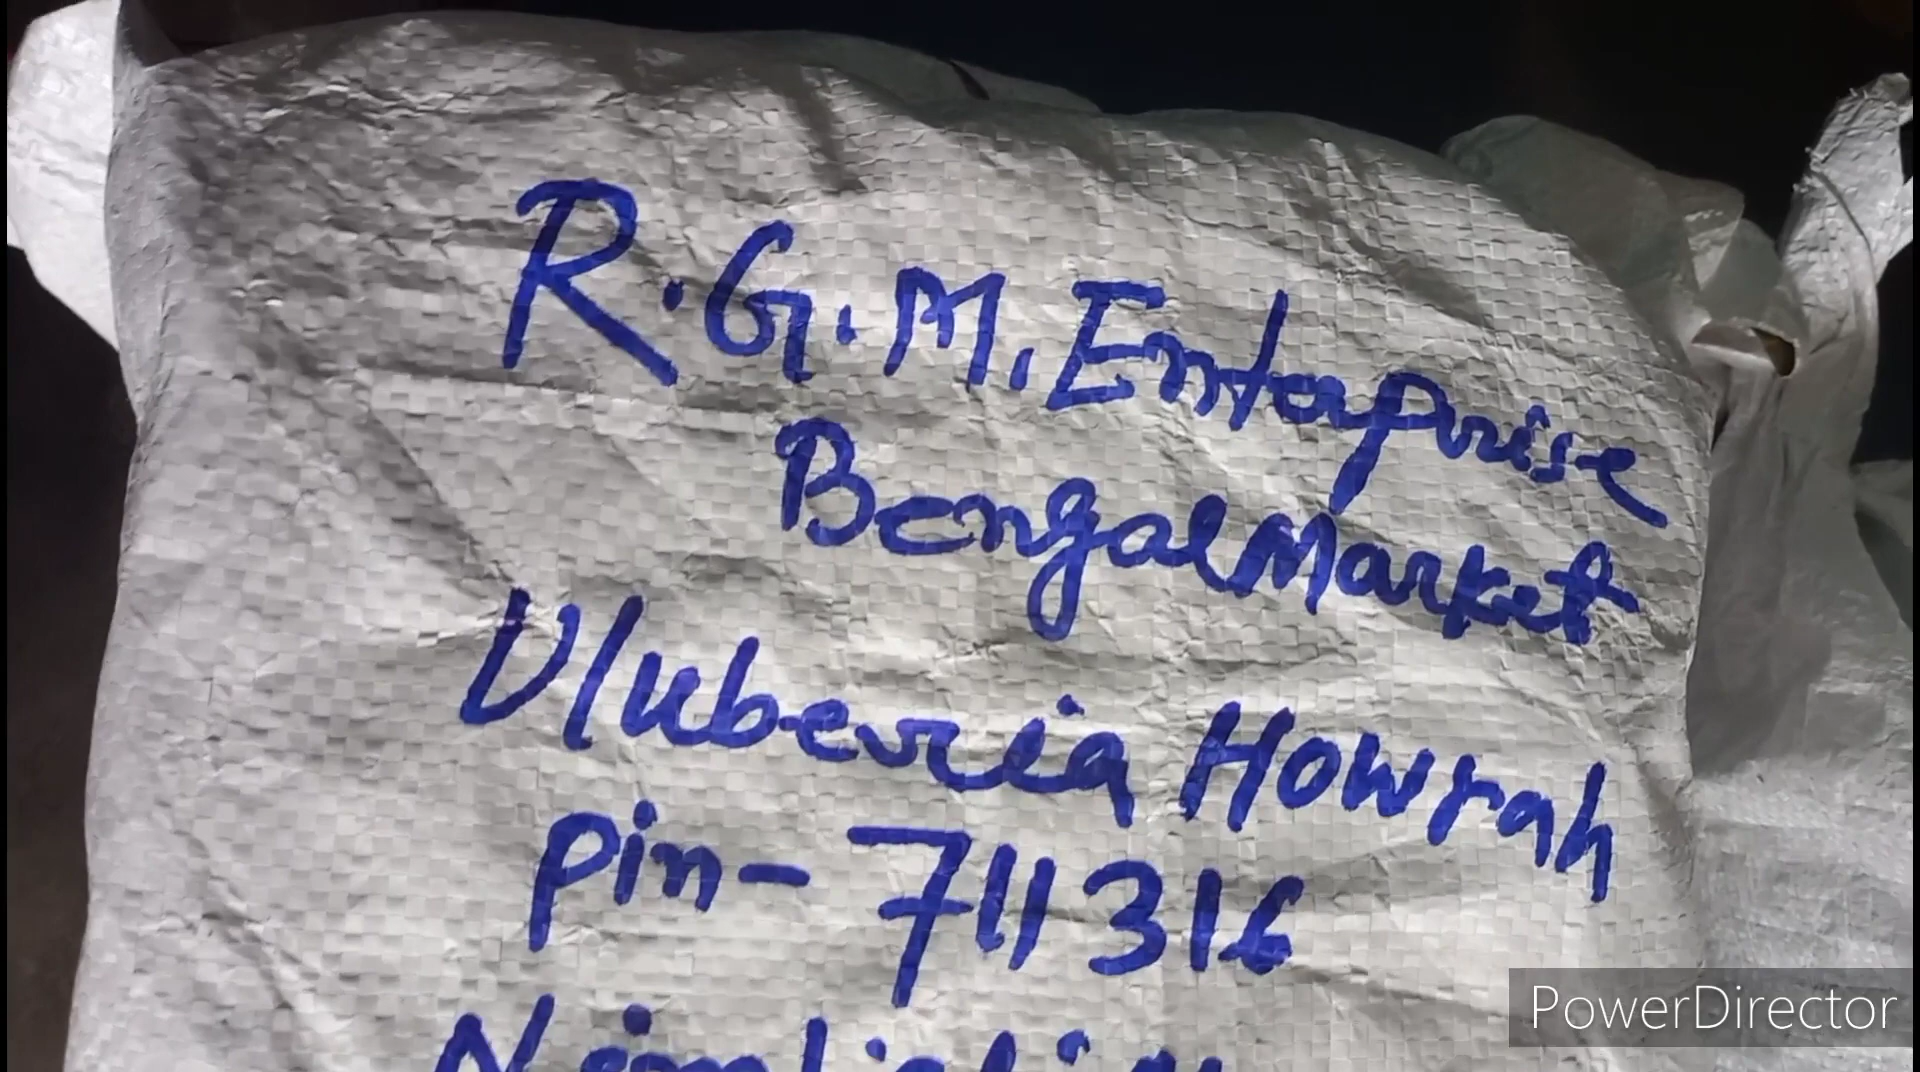 R.G.M. Enterprise
Bengal Market
Uluberia Howrah
Pin- 711316
PowerDirector